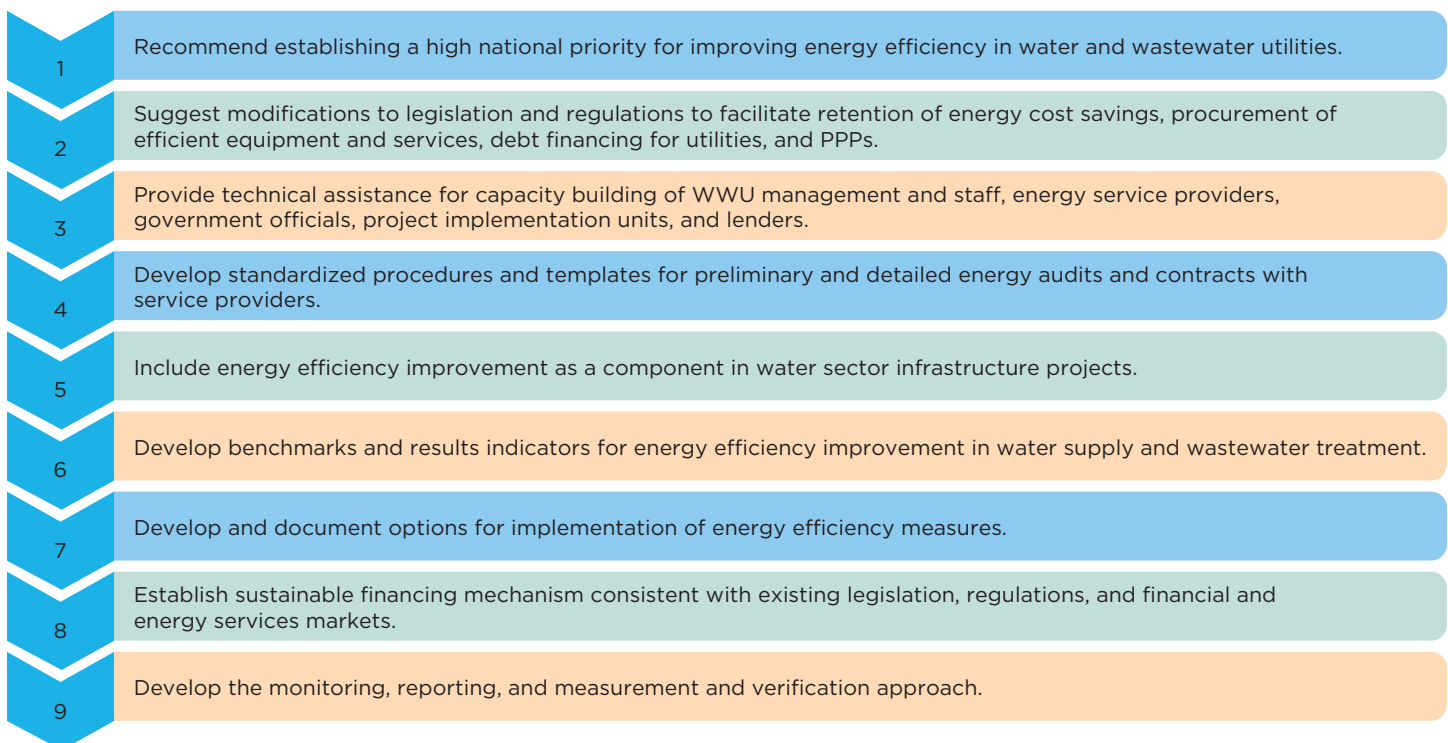 1
Recommend establishing a high national priority for improving energy efficiency in water and wastewater utilities.
2
Suggest modifications to legislation and regulations to facilitate retention of energy cost savings, procurement of
efficient equipment and services, debt financing for utilities, and PPPs.
3
Provide technical assistance for capacity building of WWU management and staff, energy service providers,
government officials, project implementation units, and lenders.
4
Develop standardized procedures and templates for preliminary and detailed energy audits and contracts with
service providers.
5
Include energy efficiency improvement as a component in water sector infrastructure projects.
6
Develop benchmarks and results indicators for energy efficiency improvement in water supply and wastewater treatment.
7
Develop and document options for implementation of energy efficiency measures.
8
Establish sustainable financing mechanism consistent with existing legislation, regulations, and financial and
energy services markets.
9
Develop the monitoring, reporting, and measurement and verification approach.